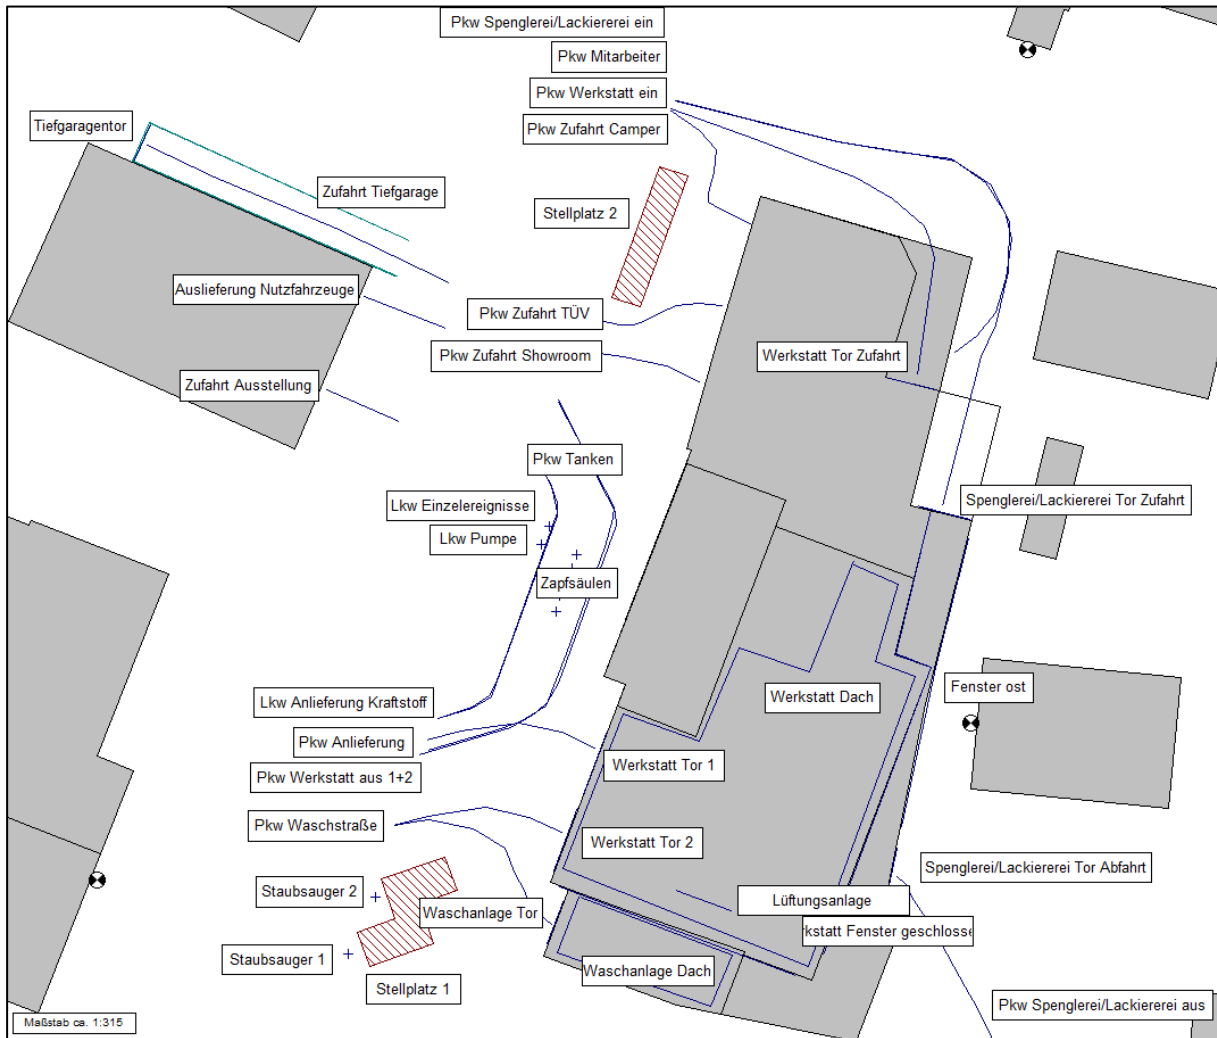 Pkw Spenglerei/Lackiererei ein
Pkw Mitarbeiter
Pkw Werkstatt ein
Pkw Zufahrt Camper
Tiefgaragentor
Zufahrt Tiefgarage
Stellplatz 2
Auslieferung Nutzfahrzeuge
Pkw Zufahrt TÜV
Pkw Zufahrt Showroom
Werkstatt Tor Zufahrt
Zufahrt Ausstellung
Pkw Tanken
Lkw Einzelereignisse
Spenglerei/Lackiererei Tor Zufahrt
Lkw Pumpe
Zapfsäulen
Fenster ost
Werkstatt Dach
Lkw Anlieferung Kraftstoff
Pkw Anlieferung
Werkstatt Tor 1
Pkw Werkstatt aus 1+2
Pkw Waschstraße
Werkstatt Tor 2
Spenglerei/Lackiererei Tor Abfahrt
Staubsauger 2
Lüftungsanlage
Waschanlage Tor
rkstatt Fenster geschlosse
Staubsauger 1
Waschanlage Dach
Stellplatz 1
Pkw Spenglerei/Lackiererei aus
Maßstab ca. 1:315